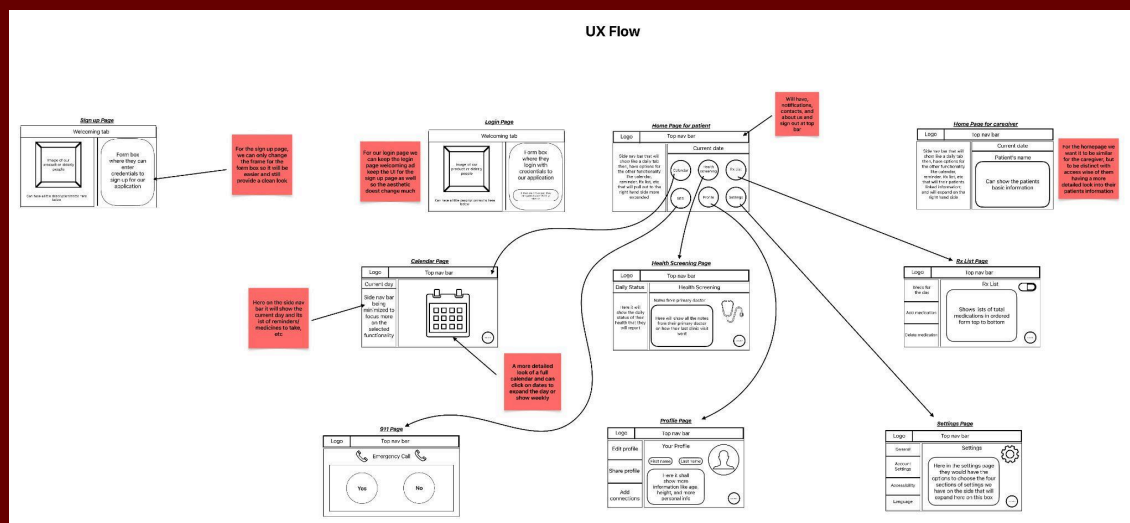 UX Flow
Sign up Page
Welcoming tab
Image of our
product or elderly
people
Form box
where they can
enter
credentials to
sign up for our
application
For the sign up page,
we can only change
the frame for the
form box so it will be
easier and still
provide a clean look
For our login page we
can keep the login
page welcoming ad
keep the UI for the
sign up page as well
so the aesthetic
doest change much
Login Page
Welcoming tab
Image of our
product or elderly
people
Form box
where they
login with
credentials to
our application
Home Page for patient
Logo
Top nav bar
Current date
Side nav bar that will
show like a daily tab
then, have options for
the other functionality
like calendar,
reminder, Rx list, etc
that will pull out to the
right hand side more
expanded
Calendar
Health
screening
Rx List
911
Profile
Settings
Will have,
notifications,
contacts, and
about us and
sign out at top
bar
Home Page for caregiver
Logo
Top nav bar
Current date
Patient's name
Can show the patients
basic information
For the homepage we
want it to be similar
for the caregiver, but
to be distinct with
access wise of them
having a more
detailed look into their
patients information
Calendar Page
Logo
Top nav bar
Current day
Side nav bar
being
minimized to
focus more
on the
selected
functionality
Here on the side nav
bar it will show the
current day and its
list of reminders/
medicines to take,
etc
A more detailed
look of a full
calendar and can
click on dates to
expand the day or
show weekly
Health Screening Page
Logo
Top nav bar
Daily Status
Health Screening
Here it will
show the daily
status of their
health that they
will report
Notes from primary doctor
Here will show all the notes
from their primary doctor
on how their last clinic visit
went
Rx List Page
Logo
Top nav bar
Rx List
Meds for
the day
Add medication
Delete medication
Shows lists of total
medications in ordered
form top to bottom
911 Page
Logo
Top nav bar
Emergency Call
Yes
No
Profile Page
Logo
Top nav bar
Edit profile
Share profile
Add
connections
Your Profile
First name
Last name
Here it shall
show more
information like age,
height, and more
personal info
Settings Page
Logo
Top nav bar
General
Account
Settings
Accessibility
Language
Settings
Here in the settings page
they would have the
options to choose the four
sections of settings we
have on the side that will
expand here on this box